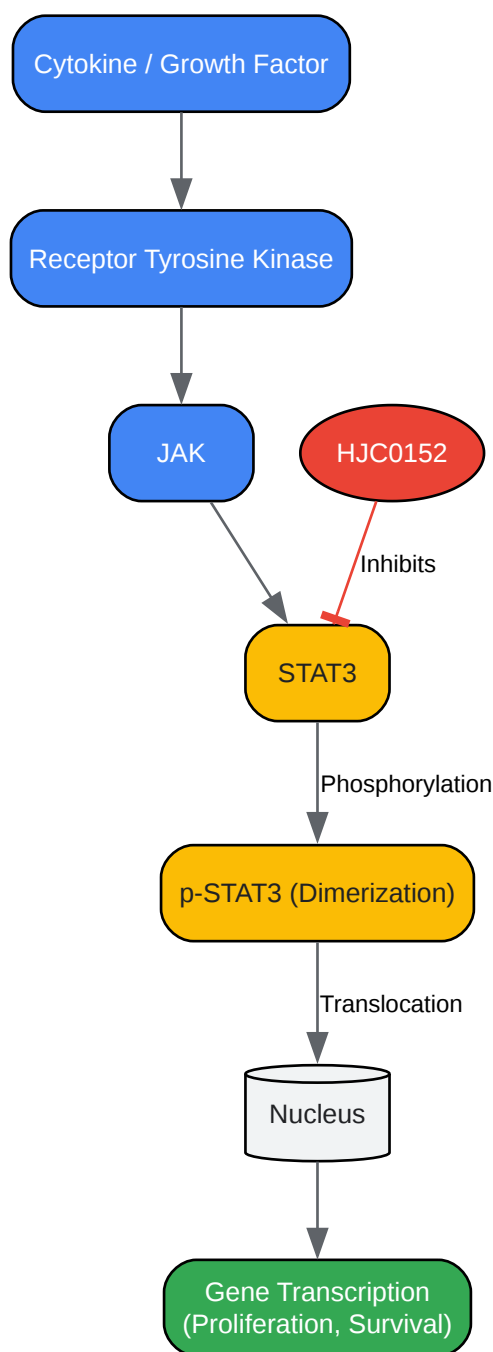 Cytokine / Growth Factor
Receptor Tyrosine Kinase
JAK
HJC0152
Inhibits
STAT3
Phosphorylation
p-STAT3 (Dimerization)
Translocation
Nucleus
Gene Transcription
(Proliferation, Survival)